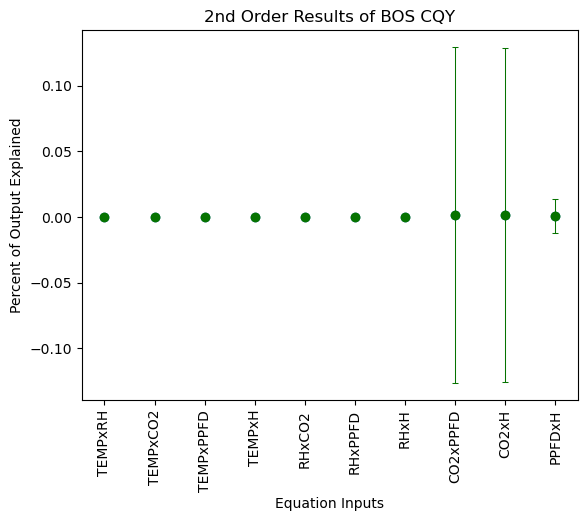 2nd Order Results of BOS CQY
Percent of Output Explained
0.10
0.05
0.00
−0.05
−0.10
TEMPxRH
TEMPxCO2
TEMPxPPFD
TEMPxH
RHxCO2
RHxPPFD
RHxH
CO2xPPFD
CO2xH
PPFDxH
Equation Inputs